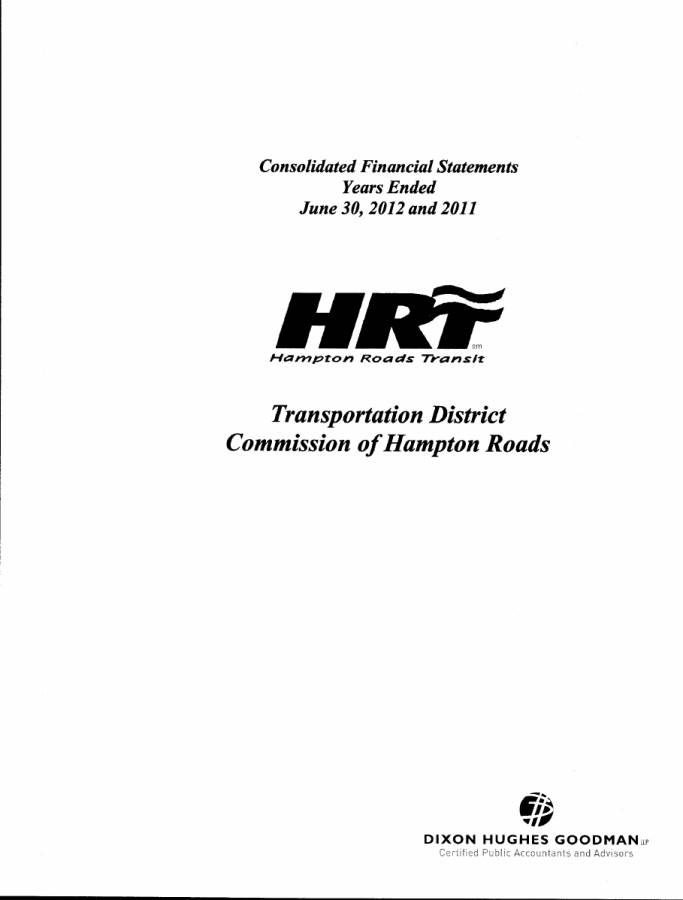 Consolidated Financial Statements
Years Ended
June 30, 2012 and 2011
HRT
sm
Hampton Roads Transit
Transportation District
Commission of Hampton Roads
DIXON HUGHES GOODMAN LLP
Certified Public Accountants and Advisors